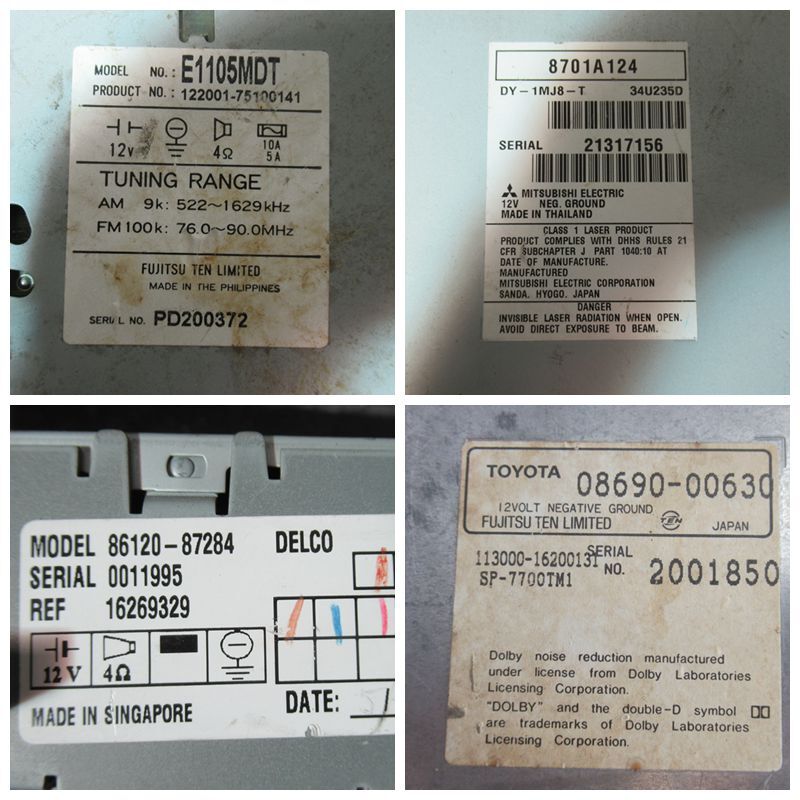 MODEL NO.: E1105MDT
PRODUCT NO.: 122001-75100141
12V 4Ω 10A
5A
TUNING RANGE
AM 9k: 522~1629kHz
FM 100k: 76.0~90.0MHz
FUJITSU TEN LIMITED
MADE IN THE PHILIPPINES
SERIAL NO. PD200372
8701A124
DY-1MJ8-T 34U235D
SERIAL 21317156
MITSUBISHI ELECTRIC
12V NEG. GROUND
MADE IN THAILAND
CLASS 1 LASER PRODUCT
PRODUCT COMPLIES WITH DHHS RULES 21
CFR SUBCHAPTER J PART 1040:10 AT
DATE OF MANUFACTURE.
MANUFACTURED
MITSUBISHI ELECTRIC CORPORATION
SANDA, HYOGO, JAPAN
DANGER
INVISIBLE LASER RADIATION WHEN OPEN.
AVOID DIRECT EXPOSURE TO BEAM.
MODEL 86120-87284 DELCO
SERIAL 0011995
REF 16269329
12V 4Ω
DATE:
MADE IN SINGAPORE
TOYOTA 08690-00630
12VOLT NEGATIVE GROUND
FUJITSU TEN LIMITED TEN JAPAN
113000-16200131 SERIAL
SP-7700TM1 NO. 2001850
Dolby noise reduction manufactured
under license from Dolby Laboratories
Licensing Corporation.
"DOLBY" and the double-D symbol
are trademarks of Dolby Laboratories
Licensing Corporation.